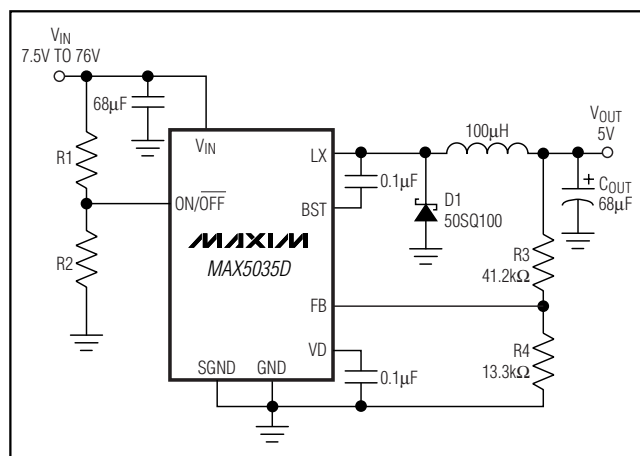 VIN
7.5V TO 76V
68µF
R1
R2
VIN
ON/OFF
LX
BST
MAXIM
MAX5035D
FB
VD
SGND
GND
0.1µF
100µH
D1
50SQ100
VOUT
5V
COUT
68µF
R3
41.2kΩ
R4
13.3kΩ
0.1µF
+